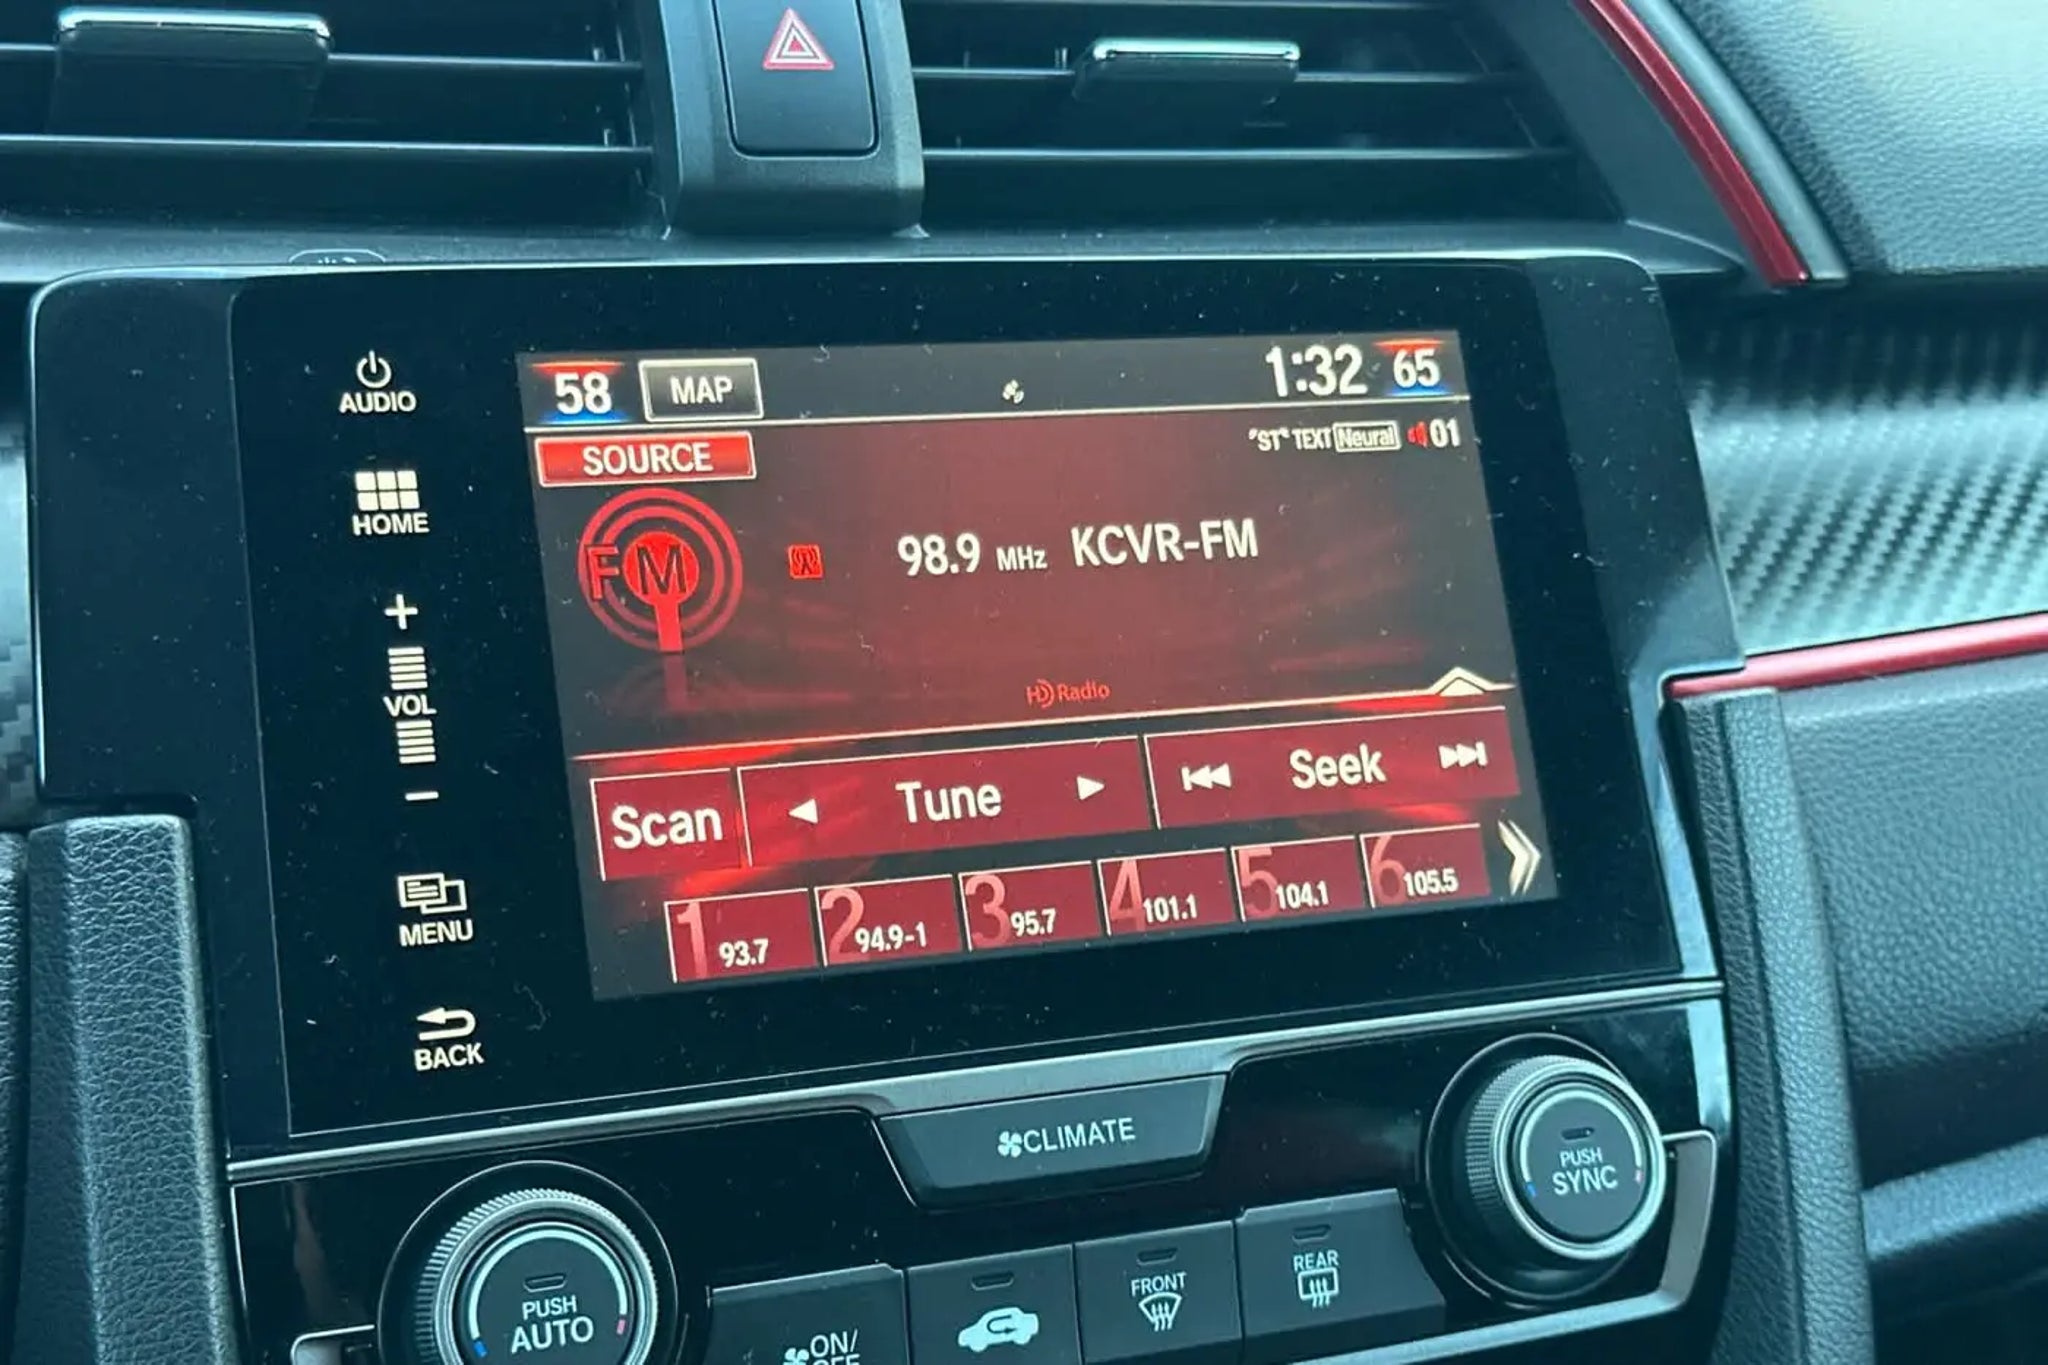 AUDIO
HOME
+
VOL
−
MENU
BACK
58 MAP 1:32 65
SOURCE "ST" TEXT Neural 01
FM 98.9 MHz KCVR-FM
HD Radio
Scan Tune Seek
1 93.7
2 94.9-1
3 95.7
4 101.1
5 104.1
6 105.5
CLIMATE
PUSH
AUTO
ON/
OFF
FRONT
REAR
PUSH
SYNC